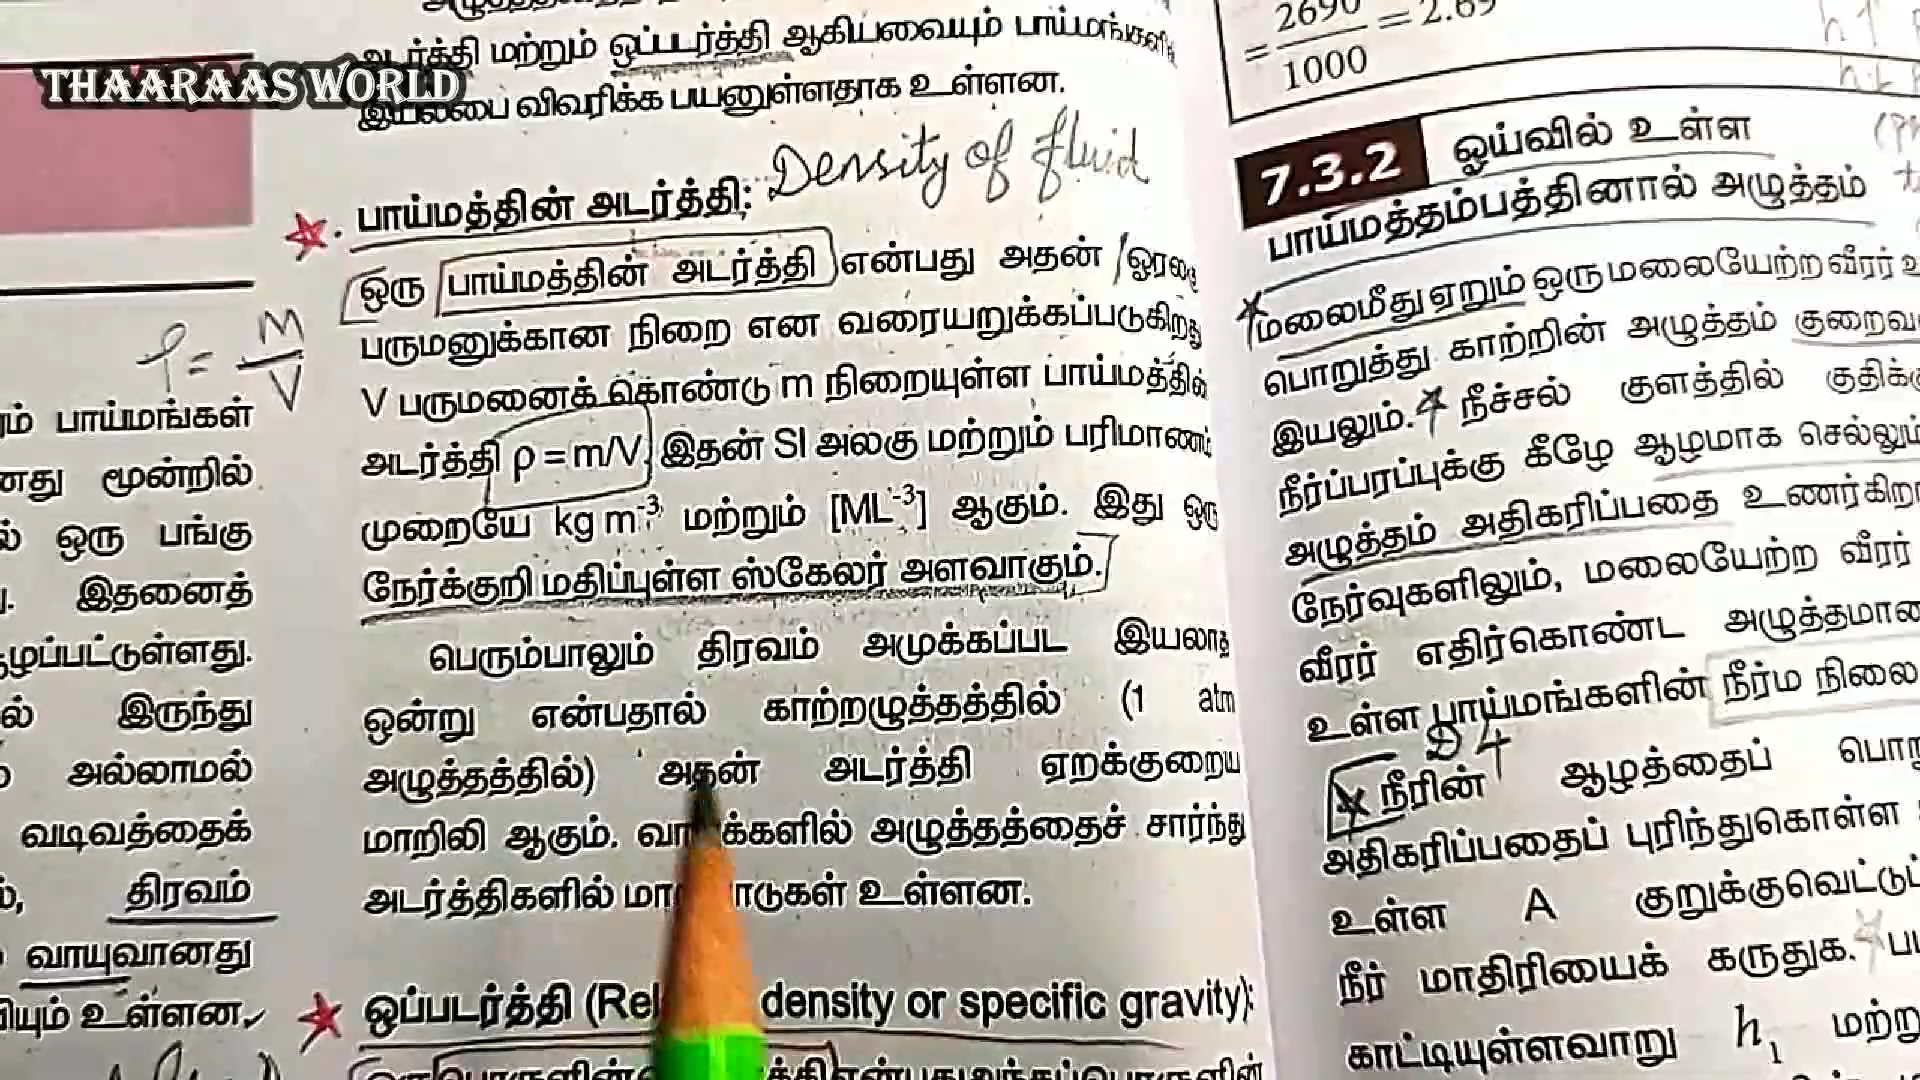 THAARAAS WORLD
அடர்த்தி மற்றும் ஒப்படர்த்தி ஆகியவையும் பாய்மங்களின்
இயல்பை விவரிக்க பயனுள்ளதாக உள்ளன.
Density of fluid
பாய்மத்தின் அடர்த்தி:
ஒரு பாய்மத்தின் அடர்த்தி என்பது அதன் ஓரலகு
பருமனுக்கான நிறை என வரையறுக்கப்படுகிறது
V பருமனைக் கொண்டு m நிறையுள்ள பாய்மத்தின்
அடர்த்தி ρ = m/V இதன் SI அலகு மற்றும் பரிமாணம்
முறையே kg m⁻³ மற்றும் [ML⁻³] ஆகும். இது ஒரு
நேர்க்குறி மதிப்புள்ள ஸ்கேலர் அளவாகும்.
பெரும்பாலும் திரவம் அமுக்கப்பட இயலாத
ஒன்று என்பதால் காற்றழுத்தத்தில் (1 atm
அழுத்தத்தில்) அதன் அடர்த்தி ஏறக்குறைய
மாறிலி ஆகும். அழுத்தத்தைச் சார்ந்து
அடர்த்திகளில் உள்ளன.
ஒப்படர்த்தி density or specific gravity):
ρ = M/V
பாய்மங்கள்
மூன்றில்
ஒரு பங்கு
இதனைத்
இருந்து
அல்லாமல்
வடிவத்தைக்
திரவம்
வாயுவானது
உள்ளன.
= 2690/1000 = 2.69
7.3.2 ஓய்வில் உள்ள
பாய்மத்தம்பத்தினால் அழுத்தம்
மலைமீது ஏறும் ஒரு மலையேற்ற வீரர்
பொறுத்து காற்றின் அழுத்தம்
இயலும். நீச்சல் குளத்தில்
நீர்ப்பரப்புக்கு கீழே ஆழமாக செல்லும்
அழுத்தம் அதிகரிப்பதை
நேர்வுகளிலும், மலையேற்ற வீரர்
வீரர் எதிர்கொண்ட
உள்ள பாய்மங்களின் நீர்ம நிலை
நீரின் ஆழத்தைப்
அதிகரிப்பதைப் புரிந்துகொள்ள
உள்ள A
நீர் மாதிரியைக் கருதுக.
காட்டியுள்ளவாறு h₁